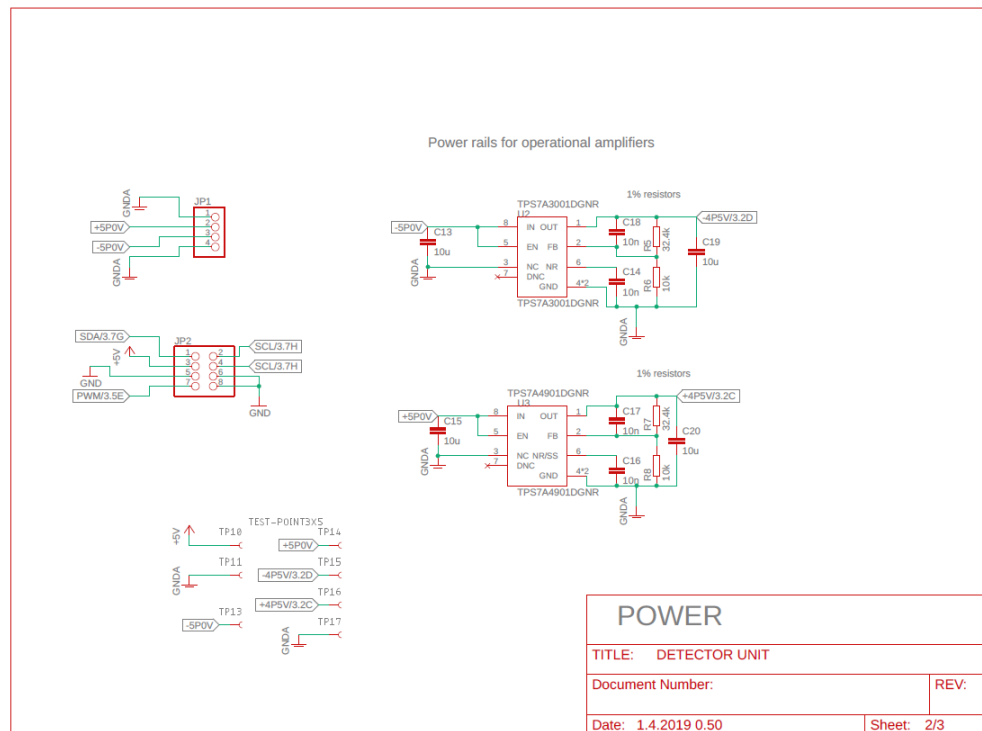 Power rails for operational amplifiers
GNDA
JP1
+5P0V
-5P0V
1
2
3
4
GNDA
SDA/3.7G
+5V
JP2
SCL/3.7H
SCL/3.7H
1
2
3
4
5
6
7
8
GND
PWM/3.5E
GND
TPS7A3001DGNR
U2
1% resistors
-5P0V
C13
10u
GNDA
8 IN OUT 1
5 EN FB 2
3 NC NR 6
7 DNC
GND 4*2
TPS7A3001DGNR
C18
10n
R5
32.4k
C14
10n
R6
10k
-4P5V/3.2D
C19
10u
GNDA
1% resistors
TPS7A4901DGNR
U3
+5P0V
C15
10u
GNDA
8 IN OUT 1
5 EN FB 2
3 NC NR/SS 6
7 DNC
GND 4*2
TPS7A4901DGNR
C17
10n
R7
32.4k
C16
10n
R8
10k
+4P5V/3.2C
C20
10u
GNDA
TEST-POINT3X5
+5V
TP10
TP14
+5P0V
TP11
TP15
GNDA
-4P5V/3.2D
TP16
+4P5V/3.2C
TP13
TP17
-5P0V
GNDA
POWER
TITLE: DETECTOR UNIT
Document Number:
REV:
Date: 1.4.2019 0.50
Sheet: 2/3